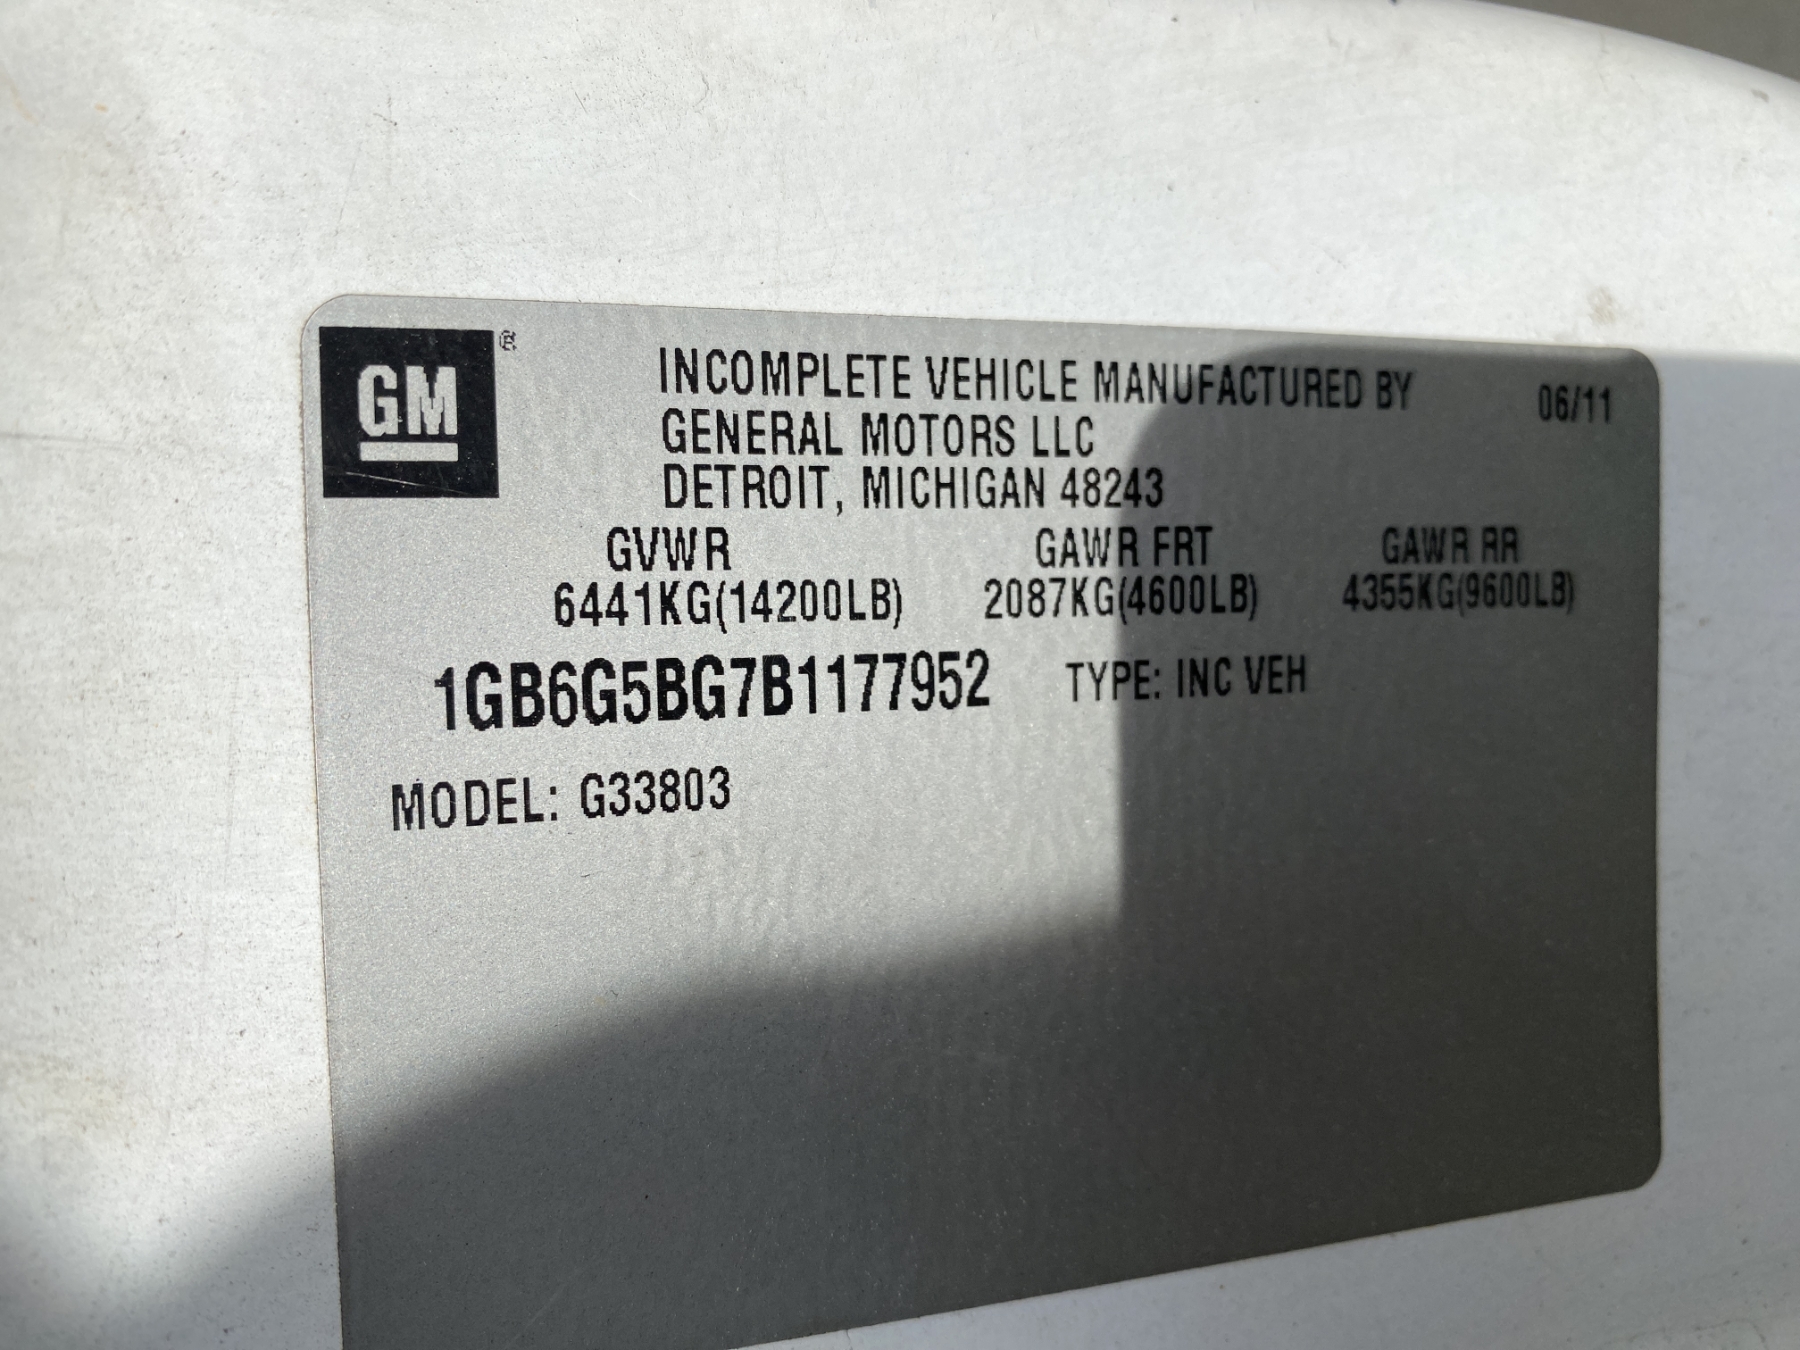 GM®
INCOMPLETE VEHICLE MANUFACTURED BY 06/11
GENERAL MOTORS LLC
DETROIT, MICHIGAN 48243
GVWR GAWR FRT GAWR RR
6441KG(14200LB) 2087KG(4600LB) 4355KG(9600LB)
1GB6G5BG7B1177952 TYPE: INC VEH
MODEL: G33803